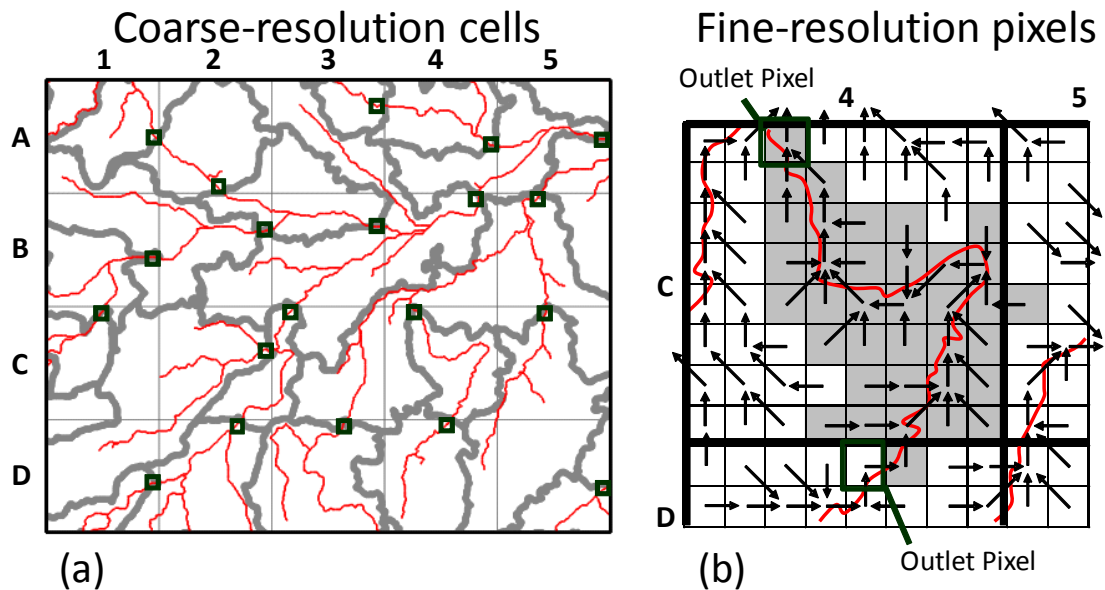 Coarse-resolution cells
Fine-resolution pixels
1 2 3 4 5
A
B
C
D
(a)
Outlet Pixel
4 5
C
D
Outlet Pixel
(b)